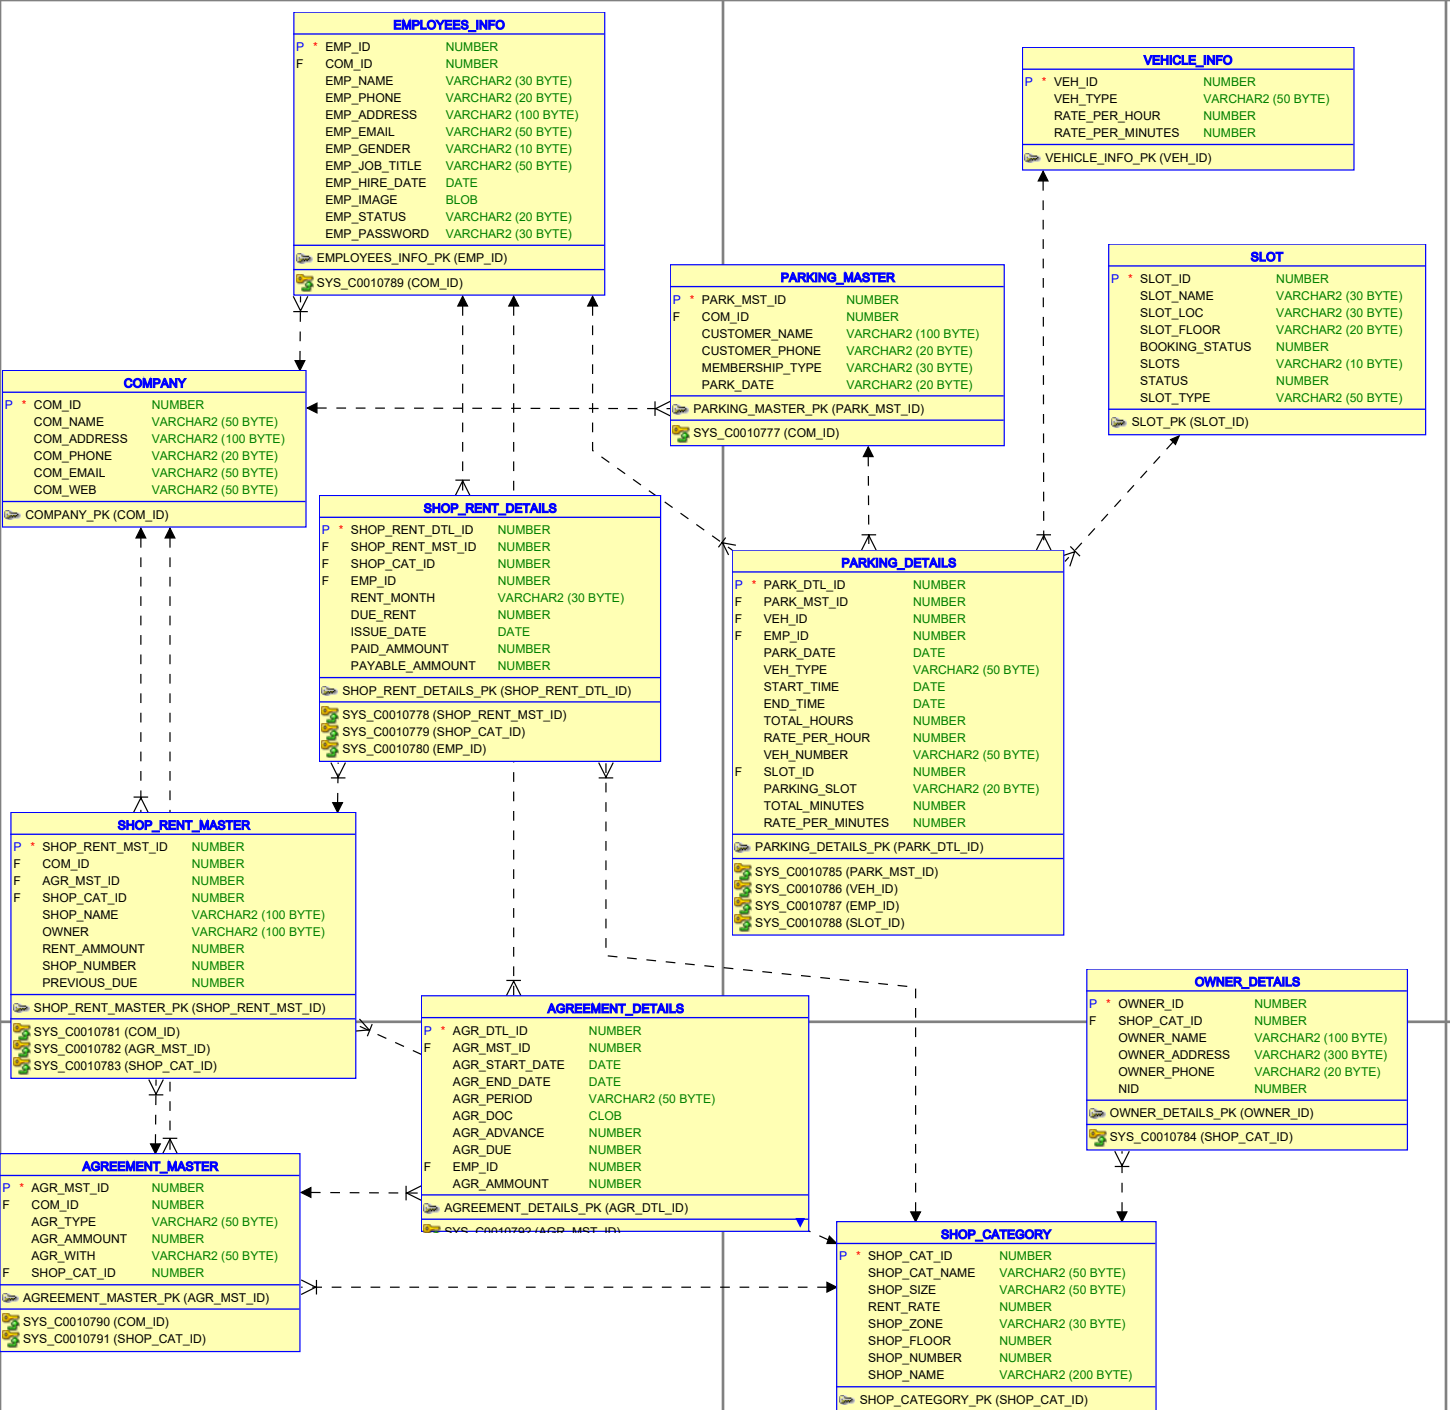 EMPLOYEES_INFO
P * EMP_ID NUMBER
F COM_ID NUMBER
EMP_NAME VARCHAR2 (30 BYTE)
EMP_PHONE VARCHAR2 (20 BYTE)
EMP_ADDRESS VARCHAR2 (100 BYTE)
EMP_EMAIL VARCHAR2 (50 BYTE)
EMP_GENDER VARCHAR2 (10 BYTE)
EMP_JOB_TITLE VARCHAR2 (50 BYTE)
EMP_HIRE_DATE DATE
EMP_IMAGE BLOB
EMP_STATUS VARCHAR2 (20 BYTE)
EMP_PASSWORD VARCHAR2 (30 BYTE)
EMPLOYEES_INFO_PK (EMP_ID)
SYS_C0010789 (COM_ID)
VEHICLE_INFO
P * VEH_ID NUMBER
VEH_TYPE VARCHAR2 (50 BYTE)
RATE_PER_HOUR NUMBER
RATE_PER_MINUTES NUMBER
VEHICLE_INFO_PK (VEH_ID)
PARKING_MASTER
P * PARK_MST_ID NUMBER
F COM_ID NUMBER
CUSTOMER_NAME VARCHAR2 (100 BYTE)
CUSTOMER_PHONE VARCHAR2 (20 BYTE)
MEMBERSHIP_TYPE VARCHAR2 (30 BYTE)
PARK_DATE VARCHAR2 (20 BYTE)
PARKING_MASTER_PK (PARK_MST_ID)
SYS_C0010777 (COM_ID)
SLOT
P * SLOT_ID NUMBER
SLOT_NAME VARCHAR2 (30 BYTE)
SLOT_LOC VARCHAR2 (30 BYTE)
SLOT_FLOOR VARCHAR2 (20 BYTE)
BOOKING_STATUS NUMBER
SLOTS VARCHAR2 (10 BYTE)
STATUS NUMBER
SLOT_TYPE VARCHAR2 (50 BYTE)
SLOT_PK (SLOT_ID)
COMPANY
P * COM_ID NUMBER
COM_NAME VARCHAR2 (50 BYTE)
COM_ADDRESS VARCHAR2 (100 BYTE)
COM_PHONE VARCHAR2 (20 BYTE)
COM_EMAIL VARCHAR2 (50 BYTE)
COM_WEB VARCHAR2 (50 BYTE)
COMPANY_PK (COM_ID)
SHOP_RENT_DETAILS
P * SHOP_RENT_DTL_ID NUMBER
F SHOP_RENT_MST_ID NUMBER
F SHOP_CAT_ID NUMBER
F EMP_ID NUMBER
RENT_MONTH VARCHAR2 (30 BYTE)
DUE_RENT NUMBER
ISSUE_DATE DATE
PAID_AMMOUNT NUMBER
PAYABLE_AMMOUNT NUMBER
SHOP_RENT_DETAILS_PK (SHOP_RENT_DTL_ID)
SYS_C0010778 (SHOP_RENT_MST_ID)
SYS_C0010779 (SHOP_CAT_ID)
SYS_C0010780 (EMP_ID)
PARKING_DETAILS
P * PARK_DTL_ID NUMBER
F PARK_MST_ID NUMBER
F VEH_ID NUMBER
F EMP_ID NUMBER
PARK_DATE DATE
VEH_TYPE VARCHAR2 (50 BYTE)
START_TIME DATE
END_TIME DATE
TOTAL_HOURS NUMBER
RATE_PER_HOUR NUMBER
VEH_NUMBER VARCHAR2 (50 BYTE)
F SLOT_ID NUMBER
PARKING_SLOT VARCHAR2 (20 BYTE)
TOTAL_MINUTES NUMBER
RATE_PER_MINUTES NUMBER
PARKING_DETAILS_PK (PARK_DTL_ID)
SYS_C0010785 (PARK_MST_ID)
SYS_C0010786 (VEH_ID)
SYS_C0010787 (EMP_ID)
SYS_C0010788 (SLOT_ID)
SHOP_RENT_MASTER
P * SHOP_RENT_MST_ID NUMBER
F COM_ID NUMBER
F AGR_MST_ID NUMBER
F SHOP_CAT_ID NUMBER
SHOP_NAME VARCHAR2 (100 BYTE)
OWNER VARCHAR2 (100 BYTE)
RENT_AMMOUNT NUMBER
SHOP_NUMBER NUMBER
PREVIOUS_DUE NUMBER
SHOP_RENT_MASTER_PK (SHOP_RENT_MST_ID)
SYS_C0010781 (COM_ID)
SYS_C0010782 (AGR_MST_ID)
SYS_C0010783 (SHOP_CAT_ID)
AGREEMENT_DETAILS
P * AGR_DTL_ID NUMBER
F AGR_MST_ID NUMBER
AGR_START_DATE DATE
AGR_END_DATE DATE
AGR_PERIOD VARCHAR2 (50 BYTE)
AGR_DOC CLOB
AGR_ADVANCE NUMBER
AGR_DUE NUMBER
F EMP_ID NUMBER
AGR_AMMOUNT NUMBER
AGREEMENT_DETAILS_PK (AGR_DTL_ID)
SYS_C0010792 (AGR_MST_ID)
OWNER_DETAILS
P * OWNER_ID NUMBER
F SHOP_CAT_ID NUMBER
OWNER_NAME VARCHAR2 (100 BYTE)
OWNER_ADDRESS VARCHAR2 (300 BYTE)
OWNER_PHONE VARCHAR2 (20 BYTE)
NID NUMBER
OWNER_DETAILS_PK (OWNER_ID)
SYS_C0010784 (SHOP_CAT_ID)
AGREEMENT_MASTER
P * AGR_MST_ID NUMBER
F COM_ID NUMBER
AGR_TYPE VARCHAR2 (50 BYTE)
AGR_AMMOUNT NUMBER
AGR_WITH VARCHAR2 (50 BYTE)
F SHOP_CAT_ID NUMBER
AGREEMENT_MASTER_PK (AGR_MST_ID)
SYS_C0010790 (COM_ID)
SYS_C0010791 (SHOP_CAT_ID)
SHOP_CATEGORY
P * SHOP_CAT_ID NUMBER
SHOP_CAT_NAME VARCHAR2 (50 BYTE)
SHOP_SIZE VARCHAR2 (50 BYTE)
RENT_RATE NUMBER
SHOP_ZONE VARCHAR2 (30 BYTE)
SHOP_FLOOR NUMBER
SHOP_NUMBER NUMBER
SHOP_NAME VARCHAR2 (200 BYTE)
SHOP_CATEGORY_PK (SHOP_CAT_ID)